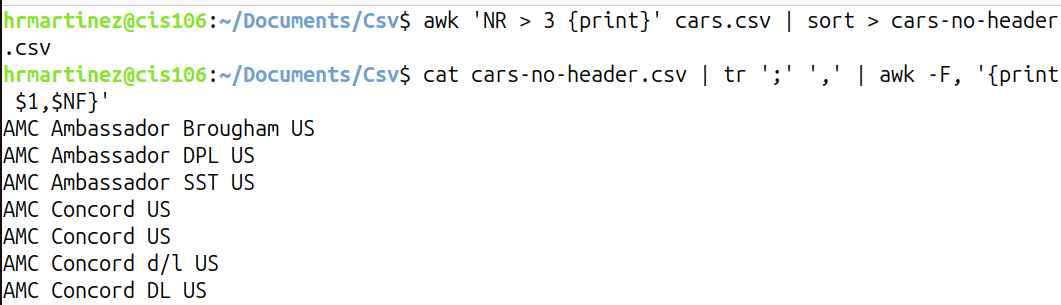 hrmartinez@cis106:~/Documents/Csv$ awk 'NR > 3 {print}' cars.csv | sort > cars-no-header
.csv
hrmartinez@cis106:~/Documents/Csv$ cat cars-no-header.csv | tr ';' ',' | awk -F, '{print
 $1,$NF}'
AMC Ambassador Brougham US
AMC Ambassador DPL US
AMC Ambassador SST US
AMC Concord US
AMC Concord US
AMC Concord d/l US
AMC Concord DL US